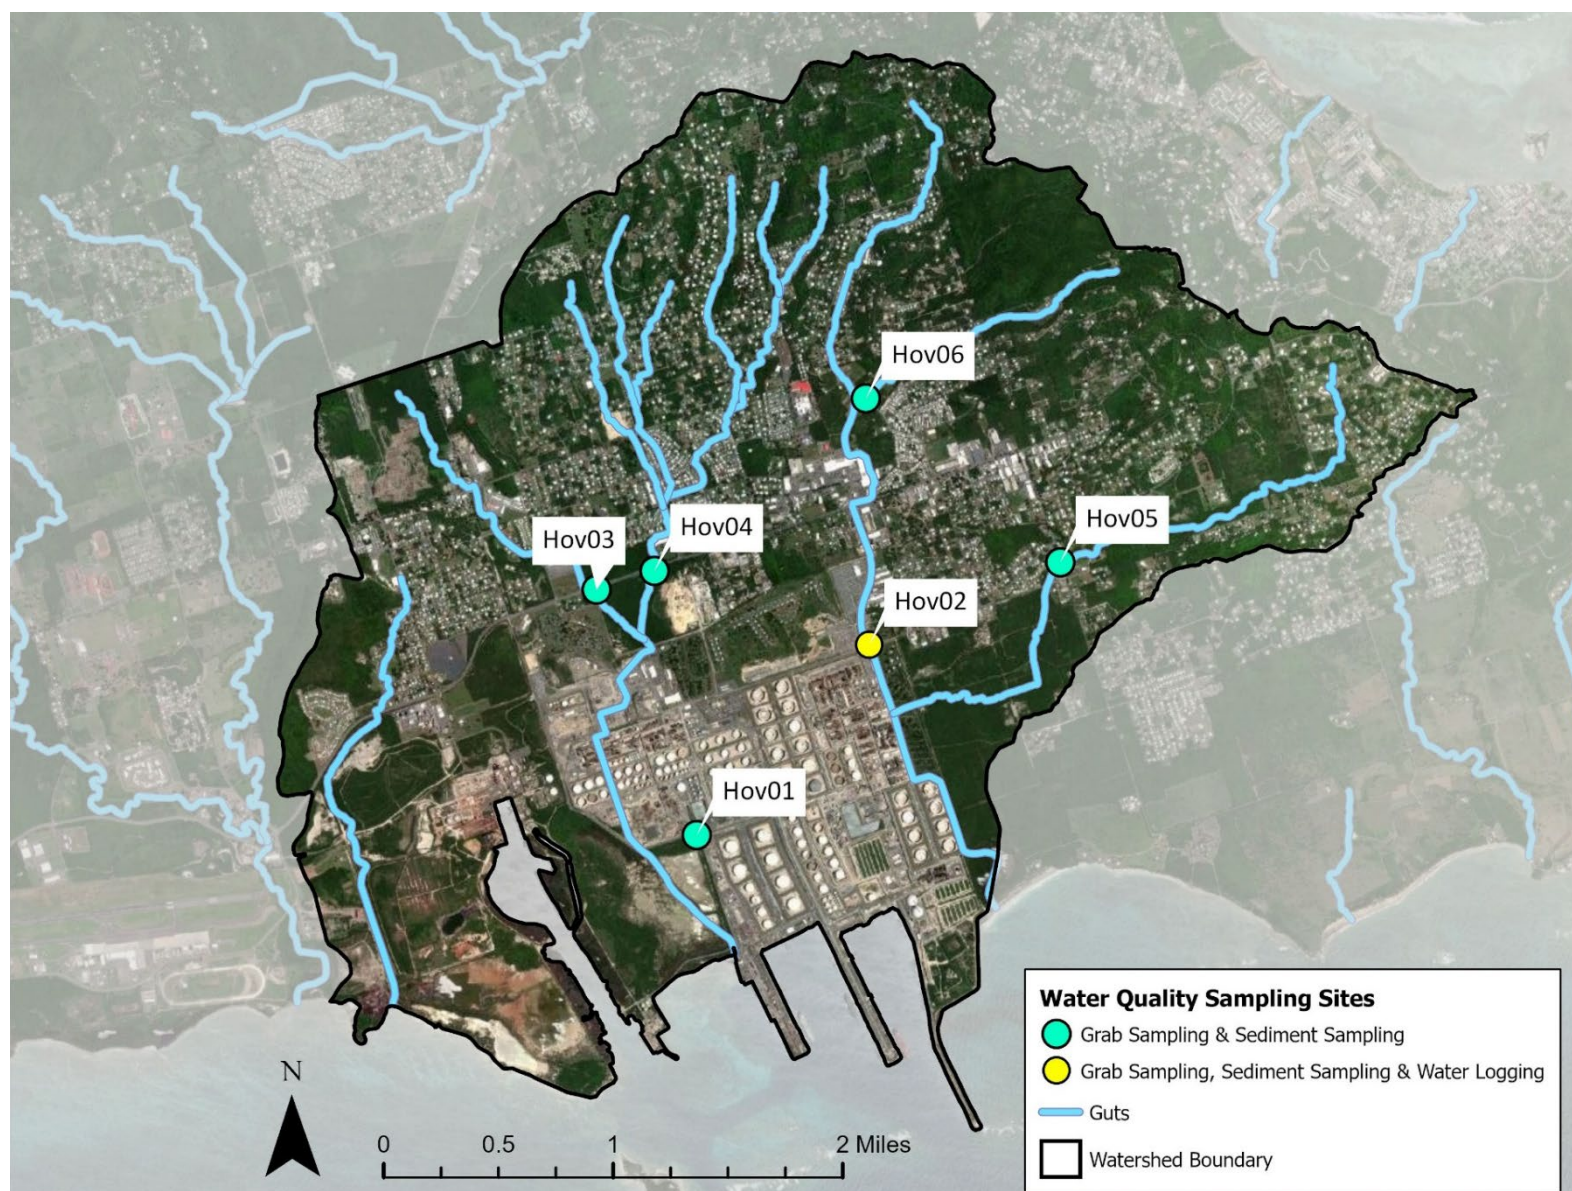 Hov06
Hov05
Hov04
Hov03
Hov02
Hov01
N
0 0.5 1 2 Miles
Water Quality Sampling Sites
Grab Sampling & Sediment Sampling
Grab Sampling, Sediment Sampling & Water Logging
Guts
Watershed Boundary